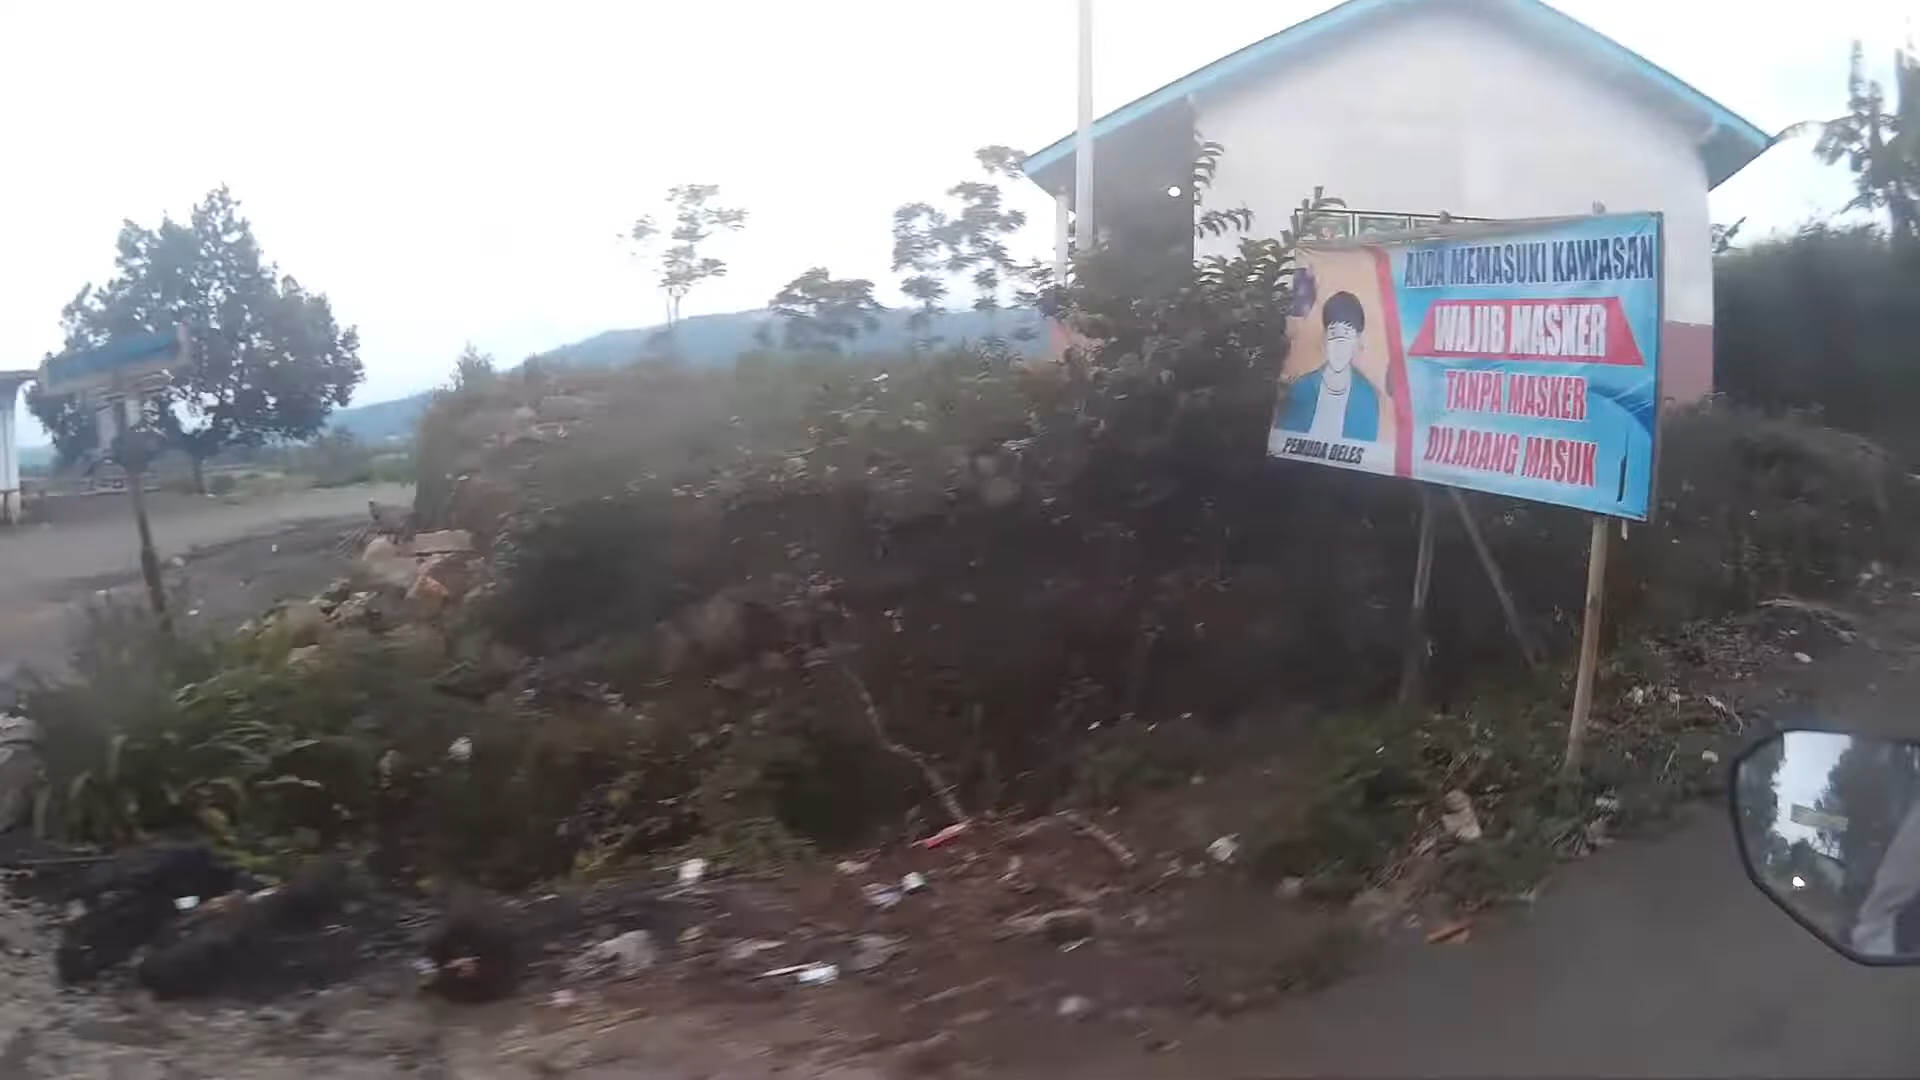 ANDA MEMASUKI KAWASAN
WAJIB MASKER
TANPA MASKER
DILARANG MASUK
PEMUDA DELES